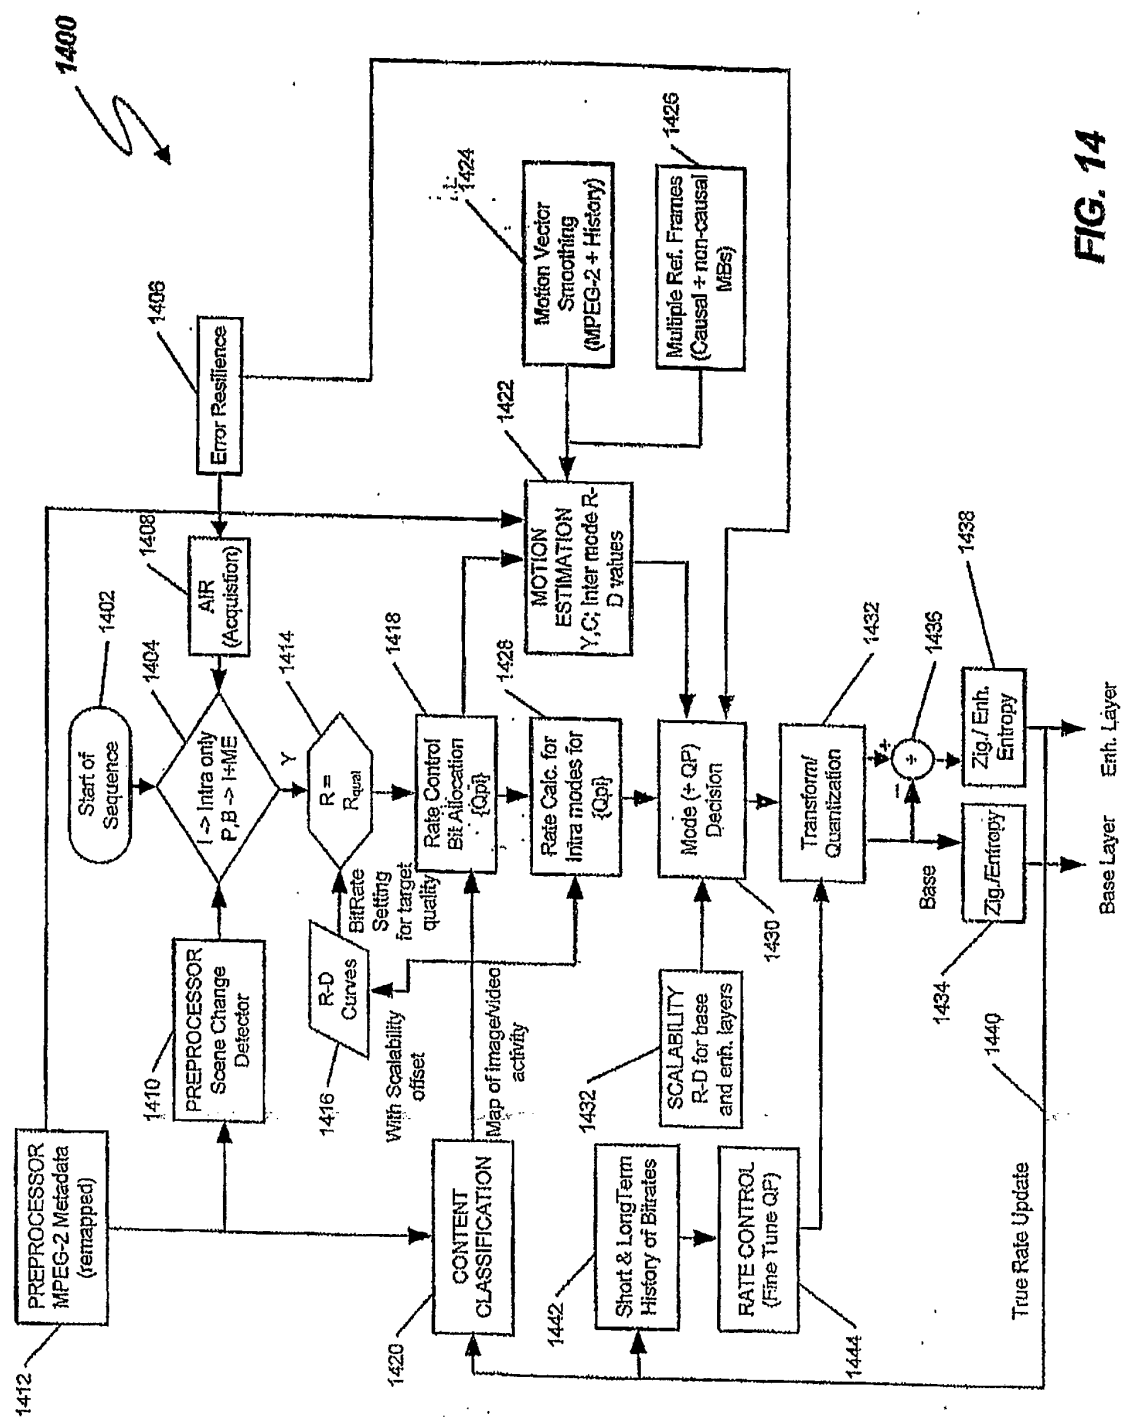 1400
Start of
Sequence
1402
I -> Intra only
P,B -> I+ME
1404
Y
AIR
(Acquistion)
1408
Error Resilience
1406
PREPROCESSOR
Scene Change
Detector
1410
PREPROCESSOR
MPEG-2 Metadata
(remapped)
1412
R =
Rqual
1414
R-D
Curves
1416
BitRate
Setting
for target
quality
With Scalability
offset
Rate Control
Bit Allocation
{Qpi}
1418
CONTENT
CLASSIFICATION
1420
Map of image/video
activity
MOTION
ESTIMATION
Y,C; Inter mode R-
D values
1422
Motion Vector
Smoothing
(MPEG-2 + History)
1424
Multiple Ref. Frames
(Causal + non-causal
MBs)
1426
Rate Calc. for
Intra modes for
{Qpi}
1428
Mode (+ QP)
Decision
1430
SCALABILITY
R-D for base
and enh. layers
1432
Transform/
Quantization
1432
Short & LongTerm
History of Bitrates
1442
RATE CONTROL
(Fine Tune QP)
1444
+
−
+
1436
Base
Zig./Entropy
1434
Zig./ Enh.
Entropy
1438
1440
True Rate Update
Base Layer
Enh. Layer
FIG. 14